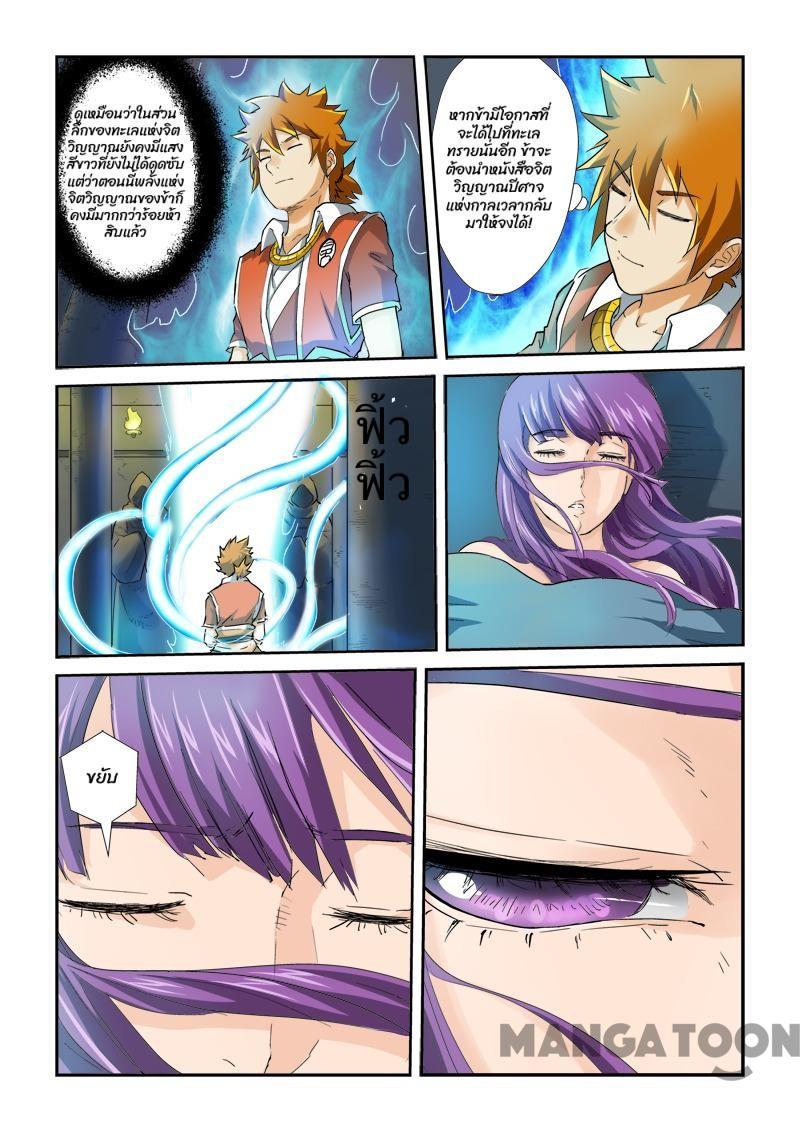 ดูเหมือนว่าในส่วน
ลึกของทะเลแห่งจิต
วิญญาณยังคงมีแสง
สีขาวที่ยังไม่ได้ดูดซับ
แต่ว่าตอนนี้พลังแห่ง
จิตวิญญาณของข้าก็
คงมีมากกว่าร้อยห้า
สิบแล้ว
หากข้ามีโอกาสที่
จะได้ไปที่ทะเล
ทรายนั่นอีก ข้าจะ
ต้องนำหนังสือจิต
วิญญาณปีศาจ
แห่งกาลเวลากลับ
มาให้จงได้!
ฟิ้ว
ฟิ้ว
ขยับ
MANGATOON